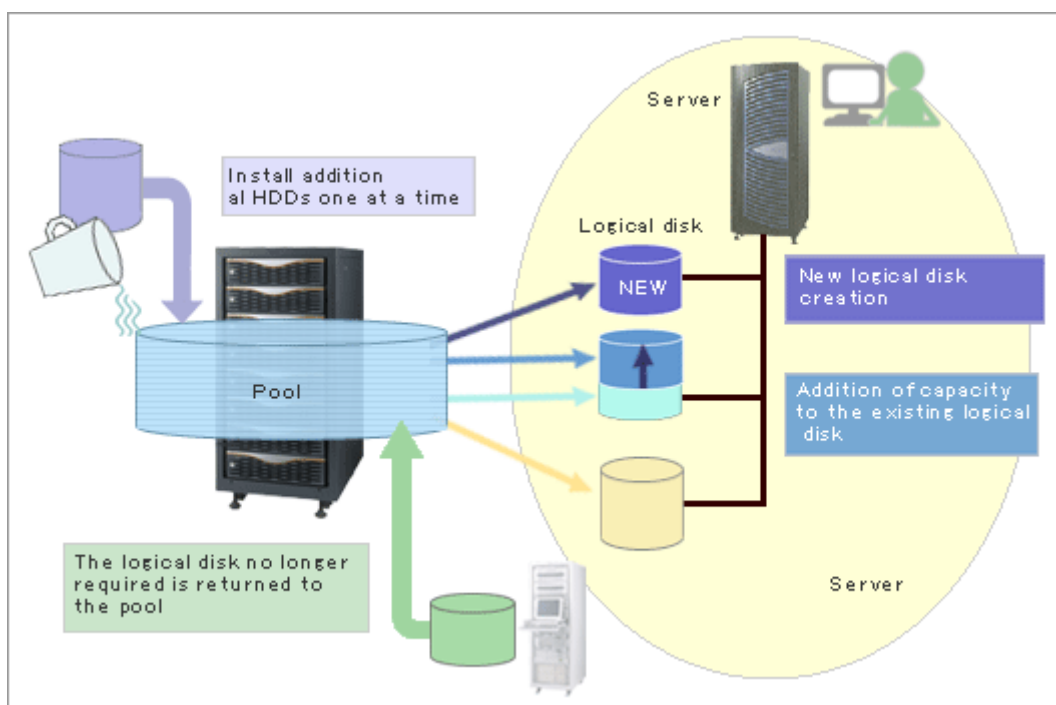 Server
Install addition
al HDDs one at a time
Logical disk
NEW
New logical disk
creation
Pool
Addition of capacity
to the existing logical
disk
The logical disk no longer
required is returned to
the pool
Server